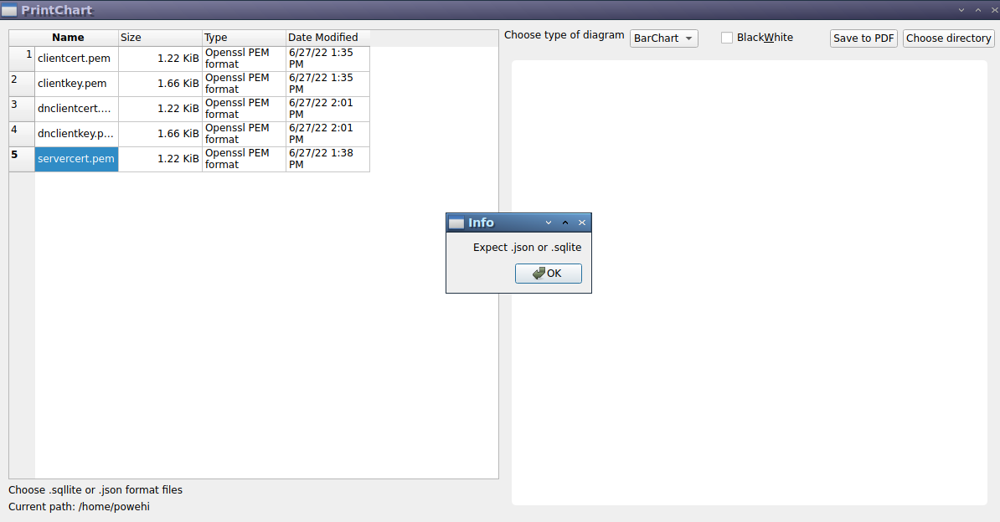 PrintChart
Name Size Type Date Modified
1 clientcert.pem 1.22 KiB Openssl PEM format 6/27/22 1:35 PM
2 clientkey.pem 1.66 KiB Openssl PEM format 6/27/22 1:35 PM
3 dnclientcert.... 1.22 KiB Openssl PEM format 6/27/22 2:01 PM
4 dnclientkey.p... 1.66 KiB Openssl PEM format 6/27/22 2:01 PM
5 servercert.pem 1.22 KiB Openssl PEM format 6/27/22 1:38 PM
Choose .sqllite or .json format files
Current path: /home/powehi
Choose type of diagram BarChart BlackWhite Save to PDF Choose directory
Info
Expect .json or .sqlite
OK